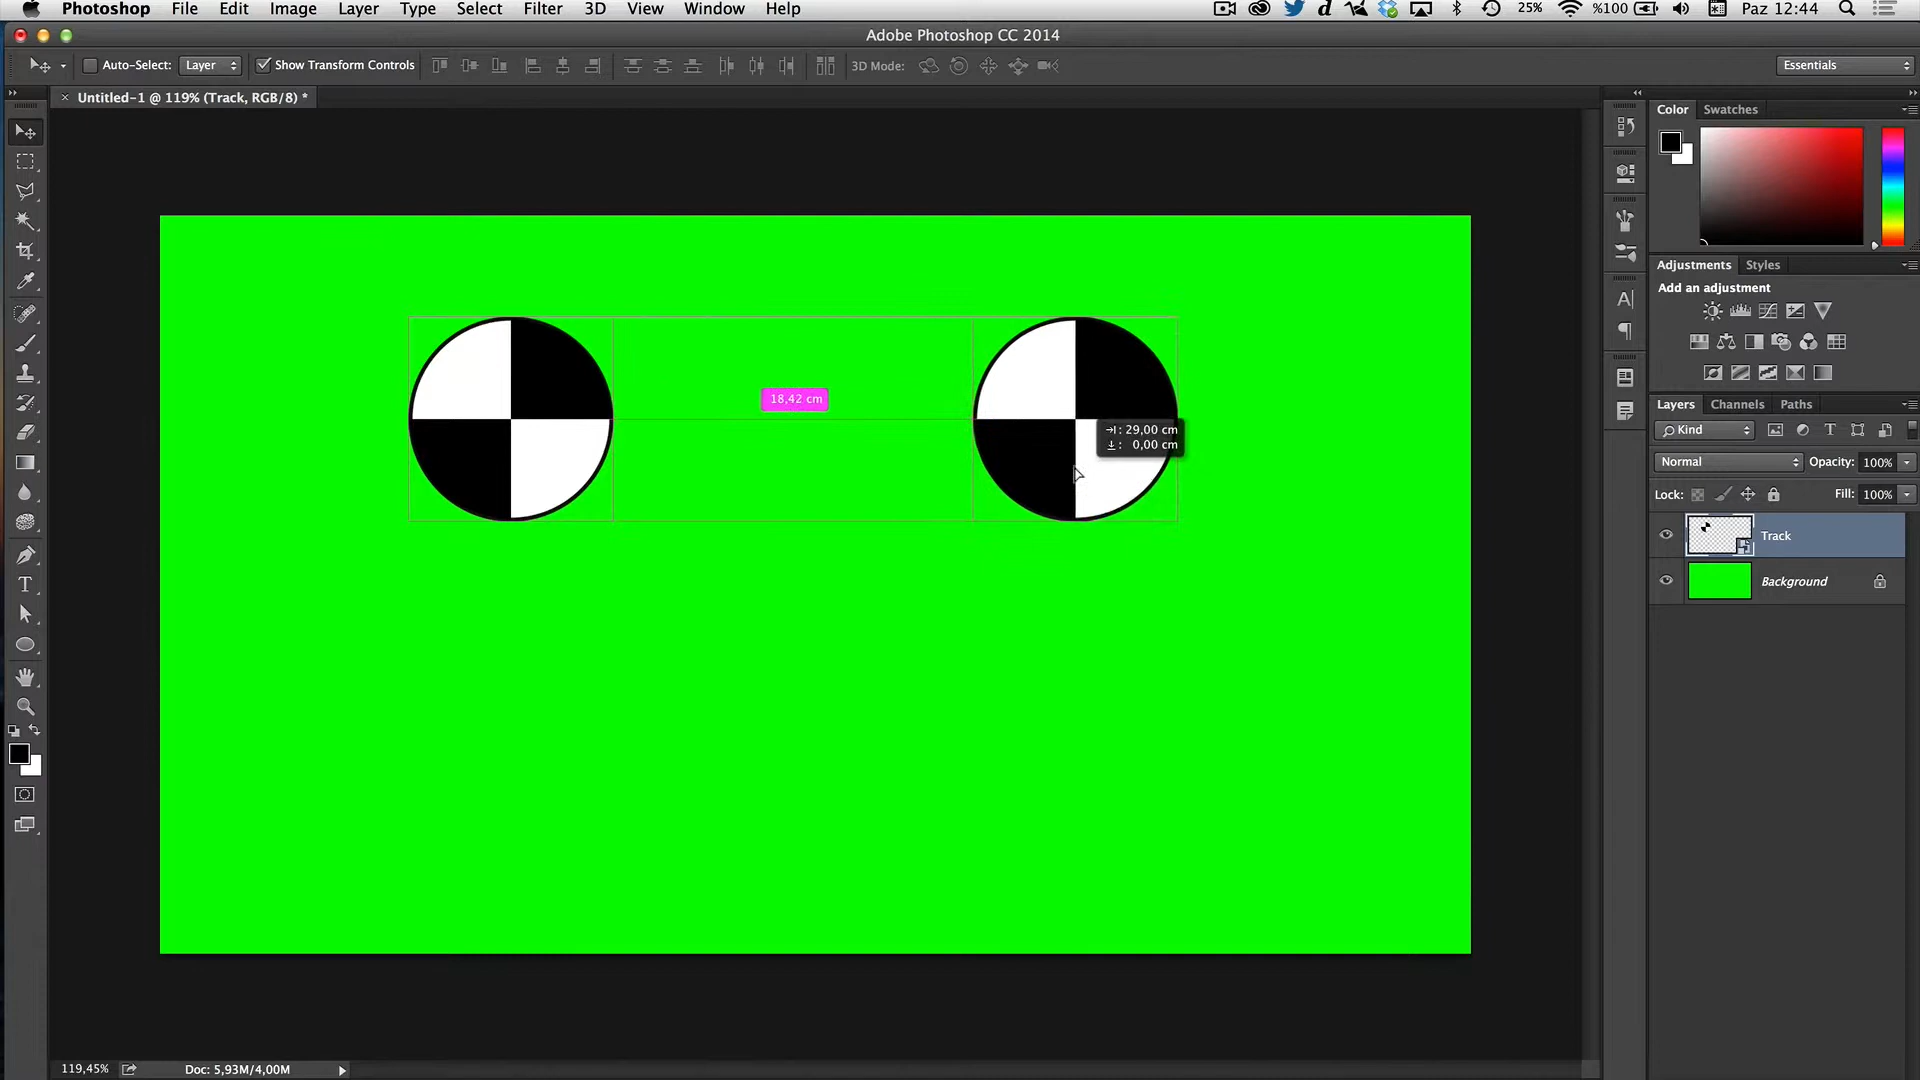 Photoshop File Edit Image Layer Type Select Filter 3D View Window Help 25% %100 Paz 12:44
Adobe Photoshop CC 2014
Auto-Select: Layer Show Transform Controls 3D Mode: Essentials
Untitled-1 @ 119% (Track, RGB/8) *
Color Swatches
Adjustments Styles
Add an adjustment
18,42 cm
29,00 cm
0,00 cm
Layers Channels Paths
Kind
Normal Opacity: 100%
Lock: Fill: 100%
Track
Background
119,45% Doc: 5,93M/4,00M